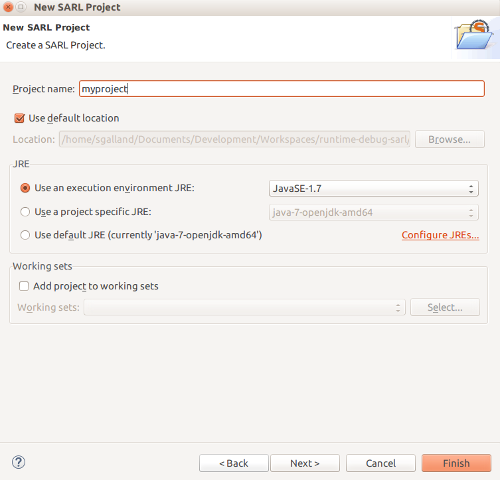 New SARL Project
New SARL Project
Create a SARL Project.
Project name: myproject
Use default location
Location: /home/sgalland/Documents/Development/Workspaces/runtime-debug-sarl/ Browse...
JRE
Use an execution environment JRE: JavaSE-1.7
Use a project specific JRE: java-7-openjdk-amd64
Use default JRE (currently 'java-7-openjdk-amd64') Configure JREs...
Working sets
Add project to working sets
Working sets: Select...
? < Back Next > Cancel Finish